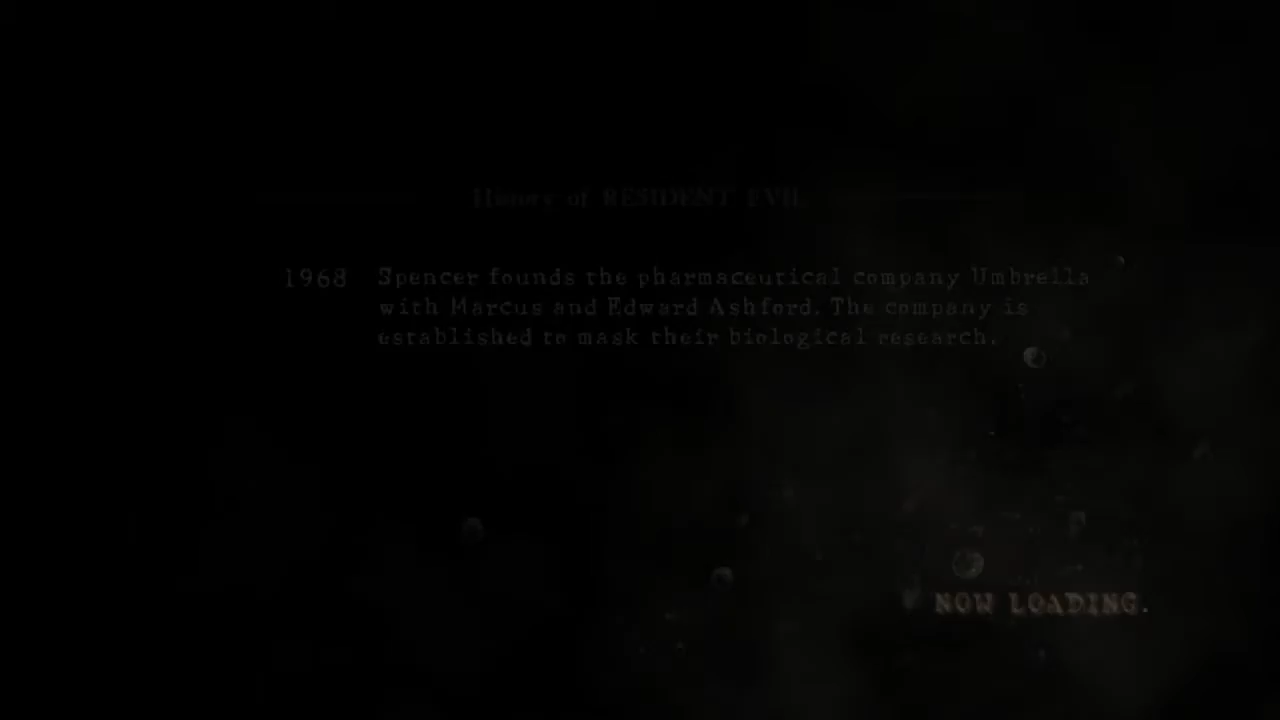 History of RESIDENT EVIL
1968 Spencer founds the pharmaceutical company Umbrella
with Marcus and Edward Ashford. The company is
established to mask their biological research.
NOW LOADING.